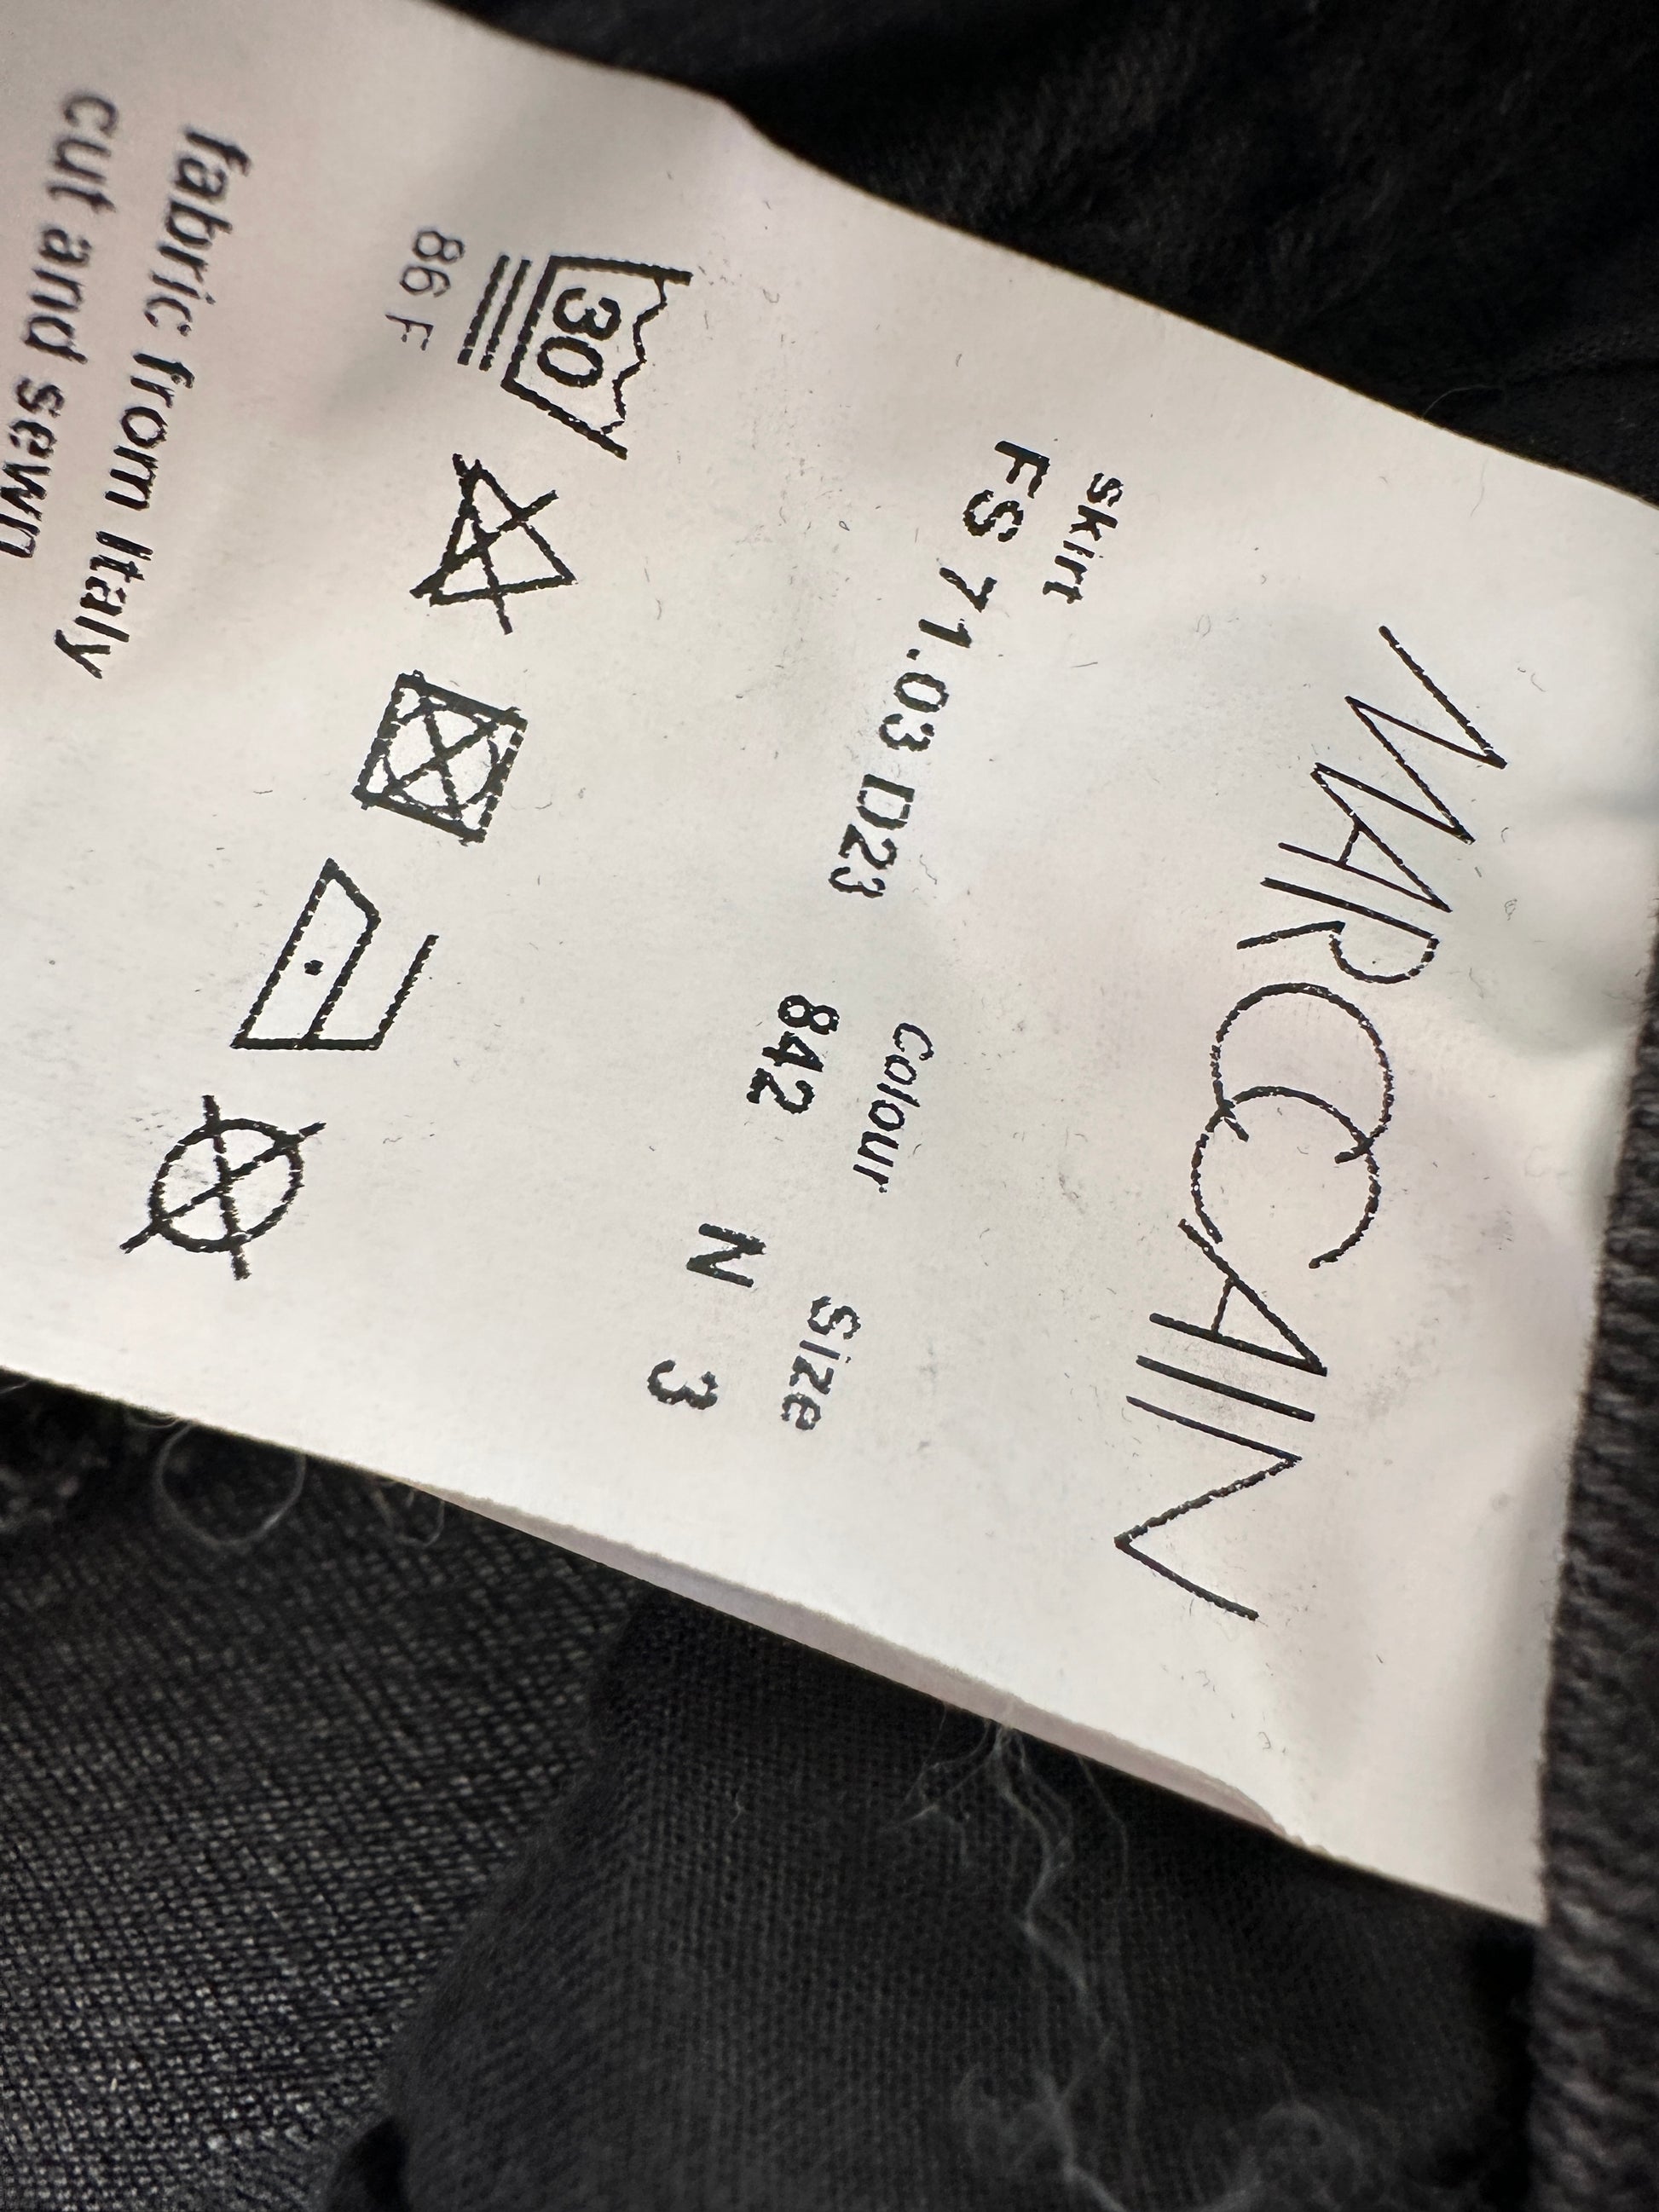 MARCCAIN
skirt Colour Size
FS 71.03 D23 842 N 3
30
86 F
fabric from Italy
cut and sewn